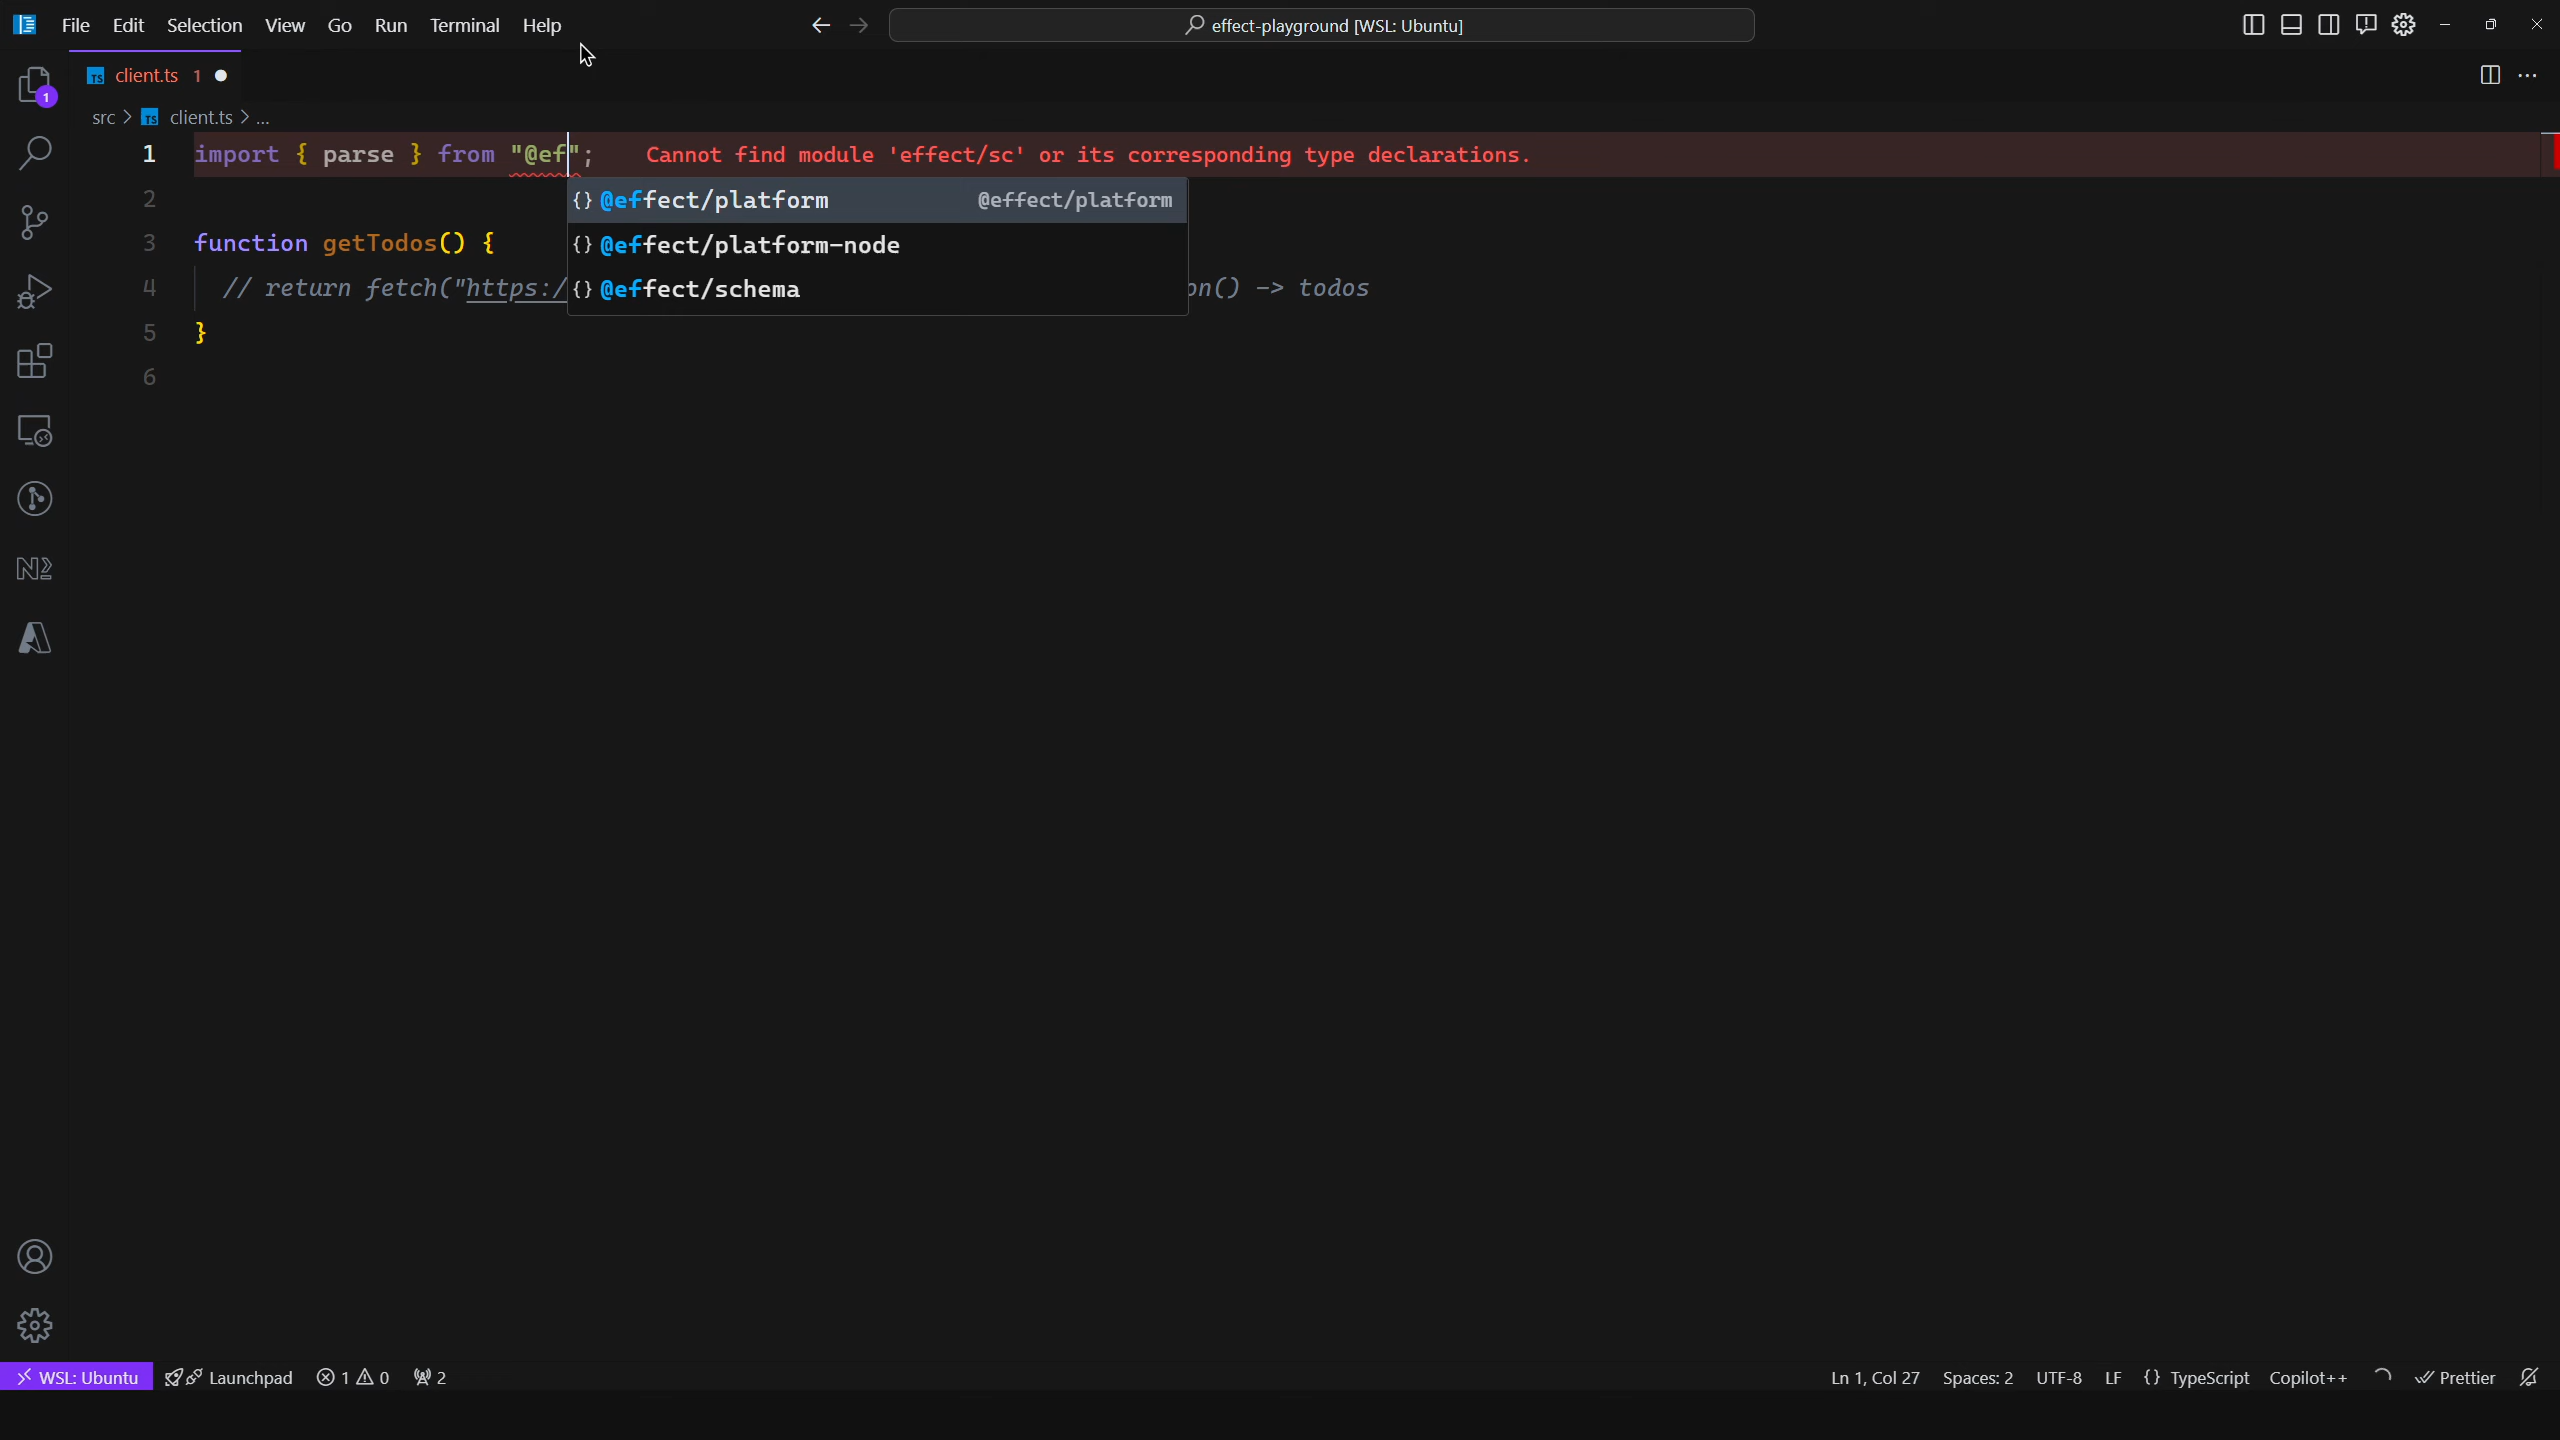 File Edit Selection View Go Run Terminal Help
effect-playground [WSL: Ubuntu]
client.ts 1
src > client.ts > ...
1 import { parse } from "@ef"; Cannot find module 'effect/sc' or its corresponding type declarations.
@effect/platform @effect/platform
@effect/platform-node
@effect/schema
2
3 function getTodos() {
4 // return fetch("https:/ on() -> todos
5 }
6
1
WSL: Ubuntu Launchpad 1 0 2 Ln 1, Col 27 Spaces: 2 UTF-8 LF {} TypeScript Copilot++ Prettier